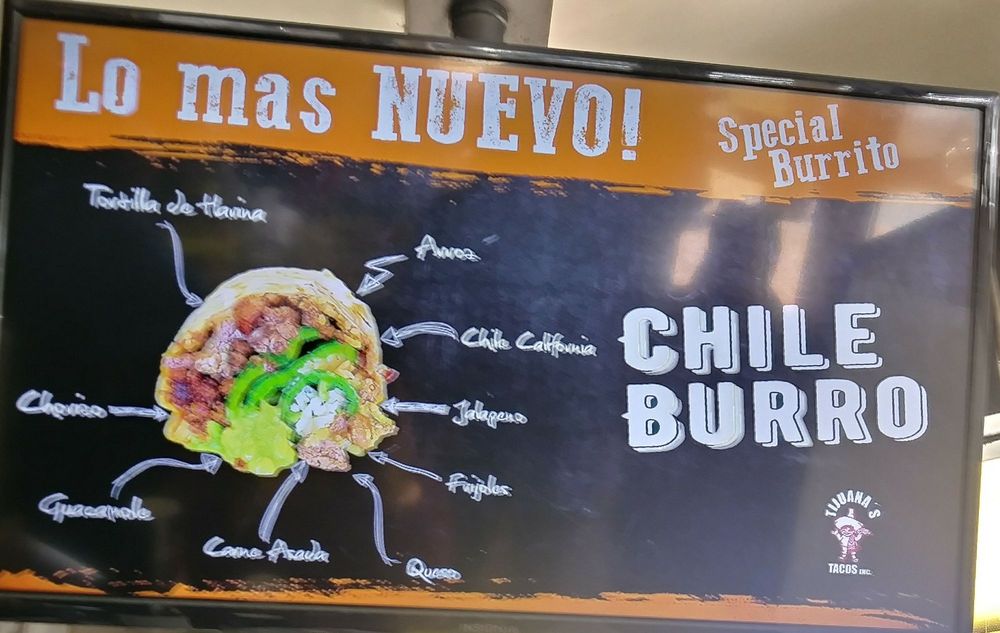 Lo mas NUEVO!
Special
Burrito
Tortilla de Harina
Arroz
Chile California
CHILE
BURRO
Chorizo
Jalapeno
Guacamole
Frijoles
Carne Asada
Queso
TIJUANA'S
TACOS INC.